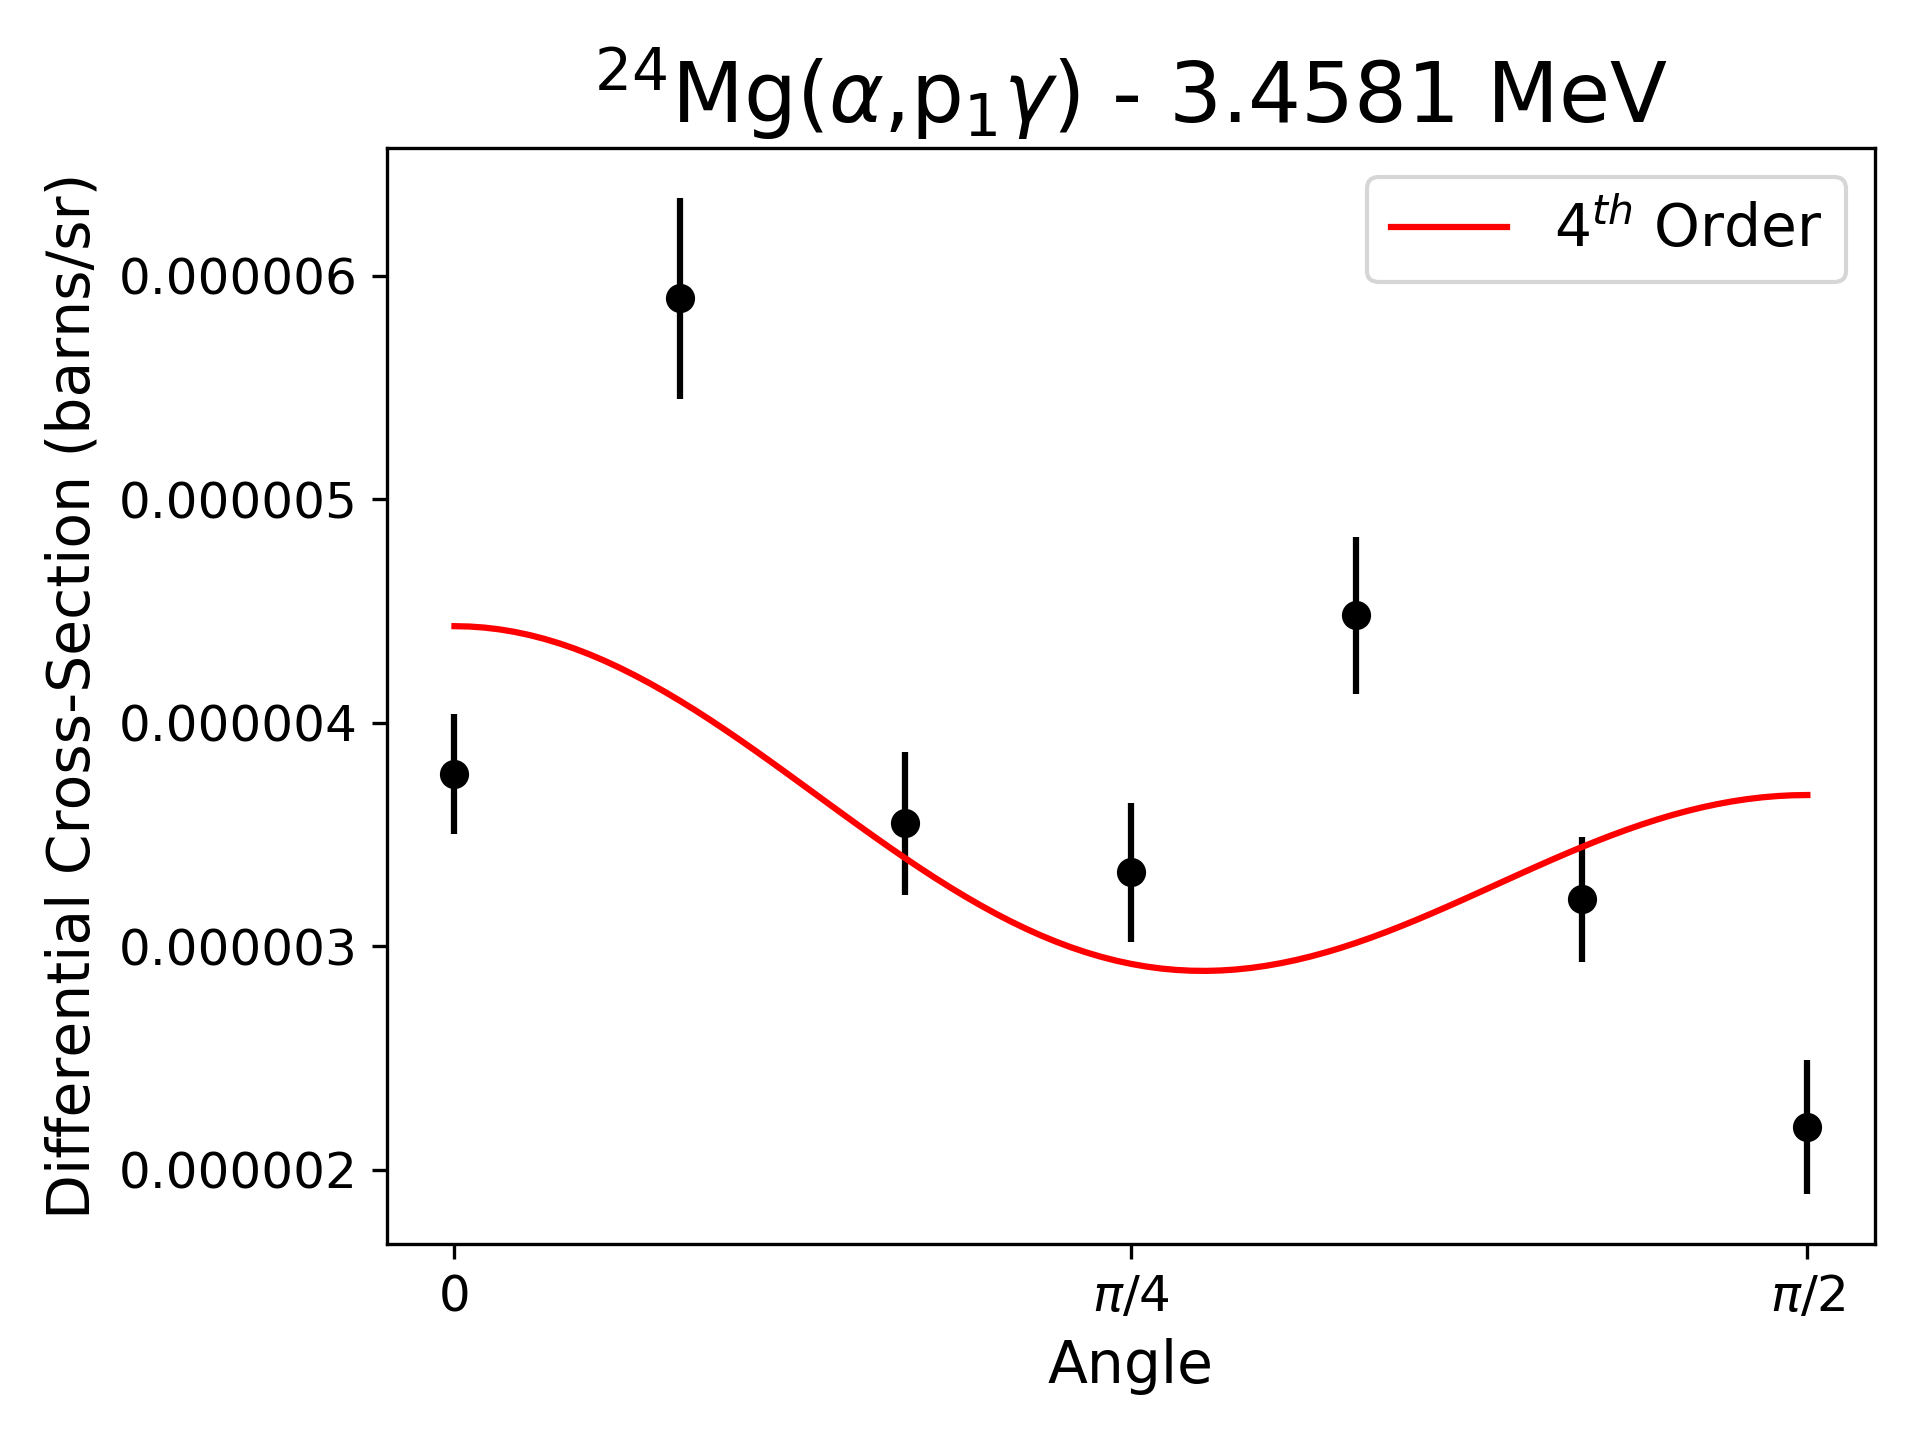 ²⁴Mg(α,p₁γ) - 3.4581 MeV
4ᵗʰ Order
Differential Cross-Section (barns/sr)
0.000006
0.000005
0.000004
0.000003
0.000002
0
π/4
π/2
Angle